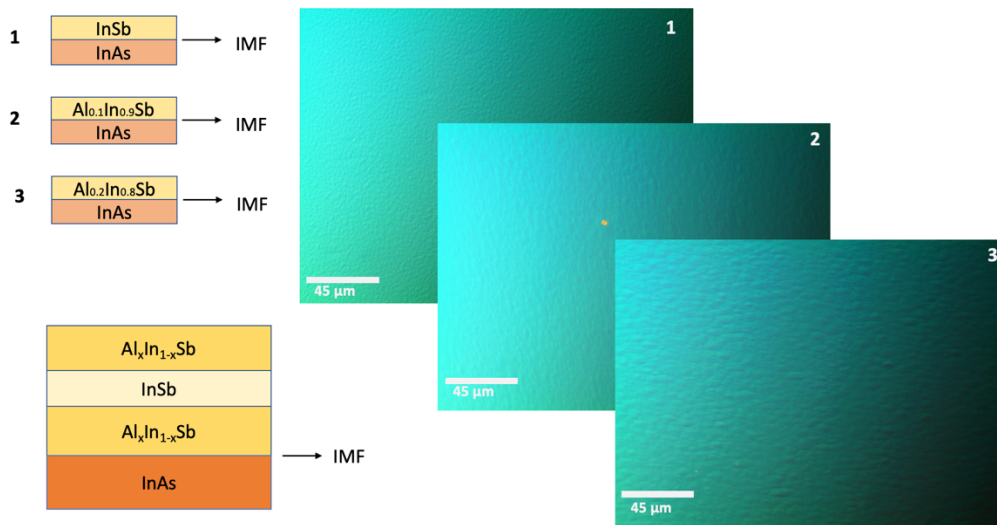 1
InSb
InAs
IMF
2
Al₀.₁In₀.₉Sb
InAs
IMF
3
Al₀.₂In₀.₈Sb
InAs
IMF
AlₓIn₁₋ₓSb
InSb
AlₓIn₁₋ₓSb
InAs
IMF
1
45 µm
2
45 µm
3
45 µm